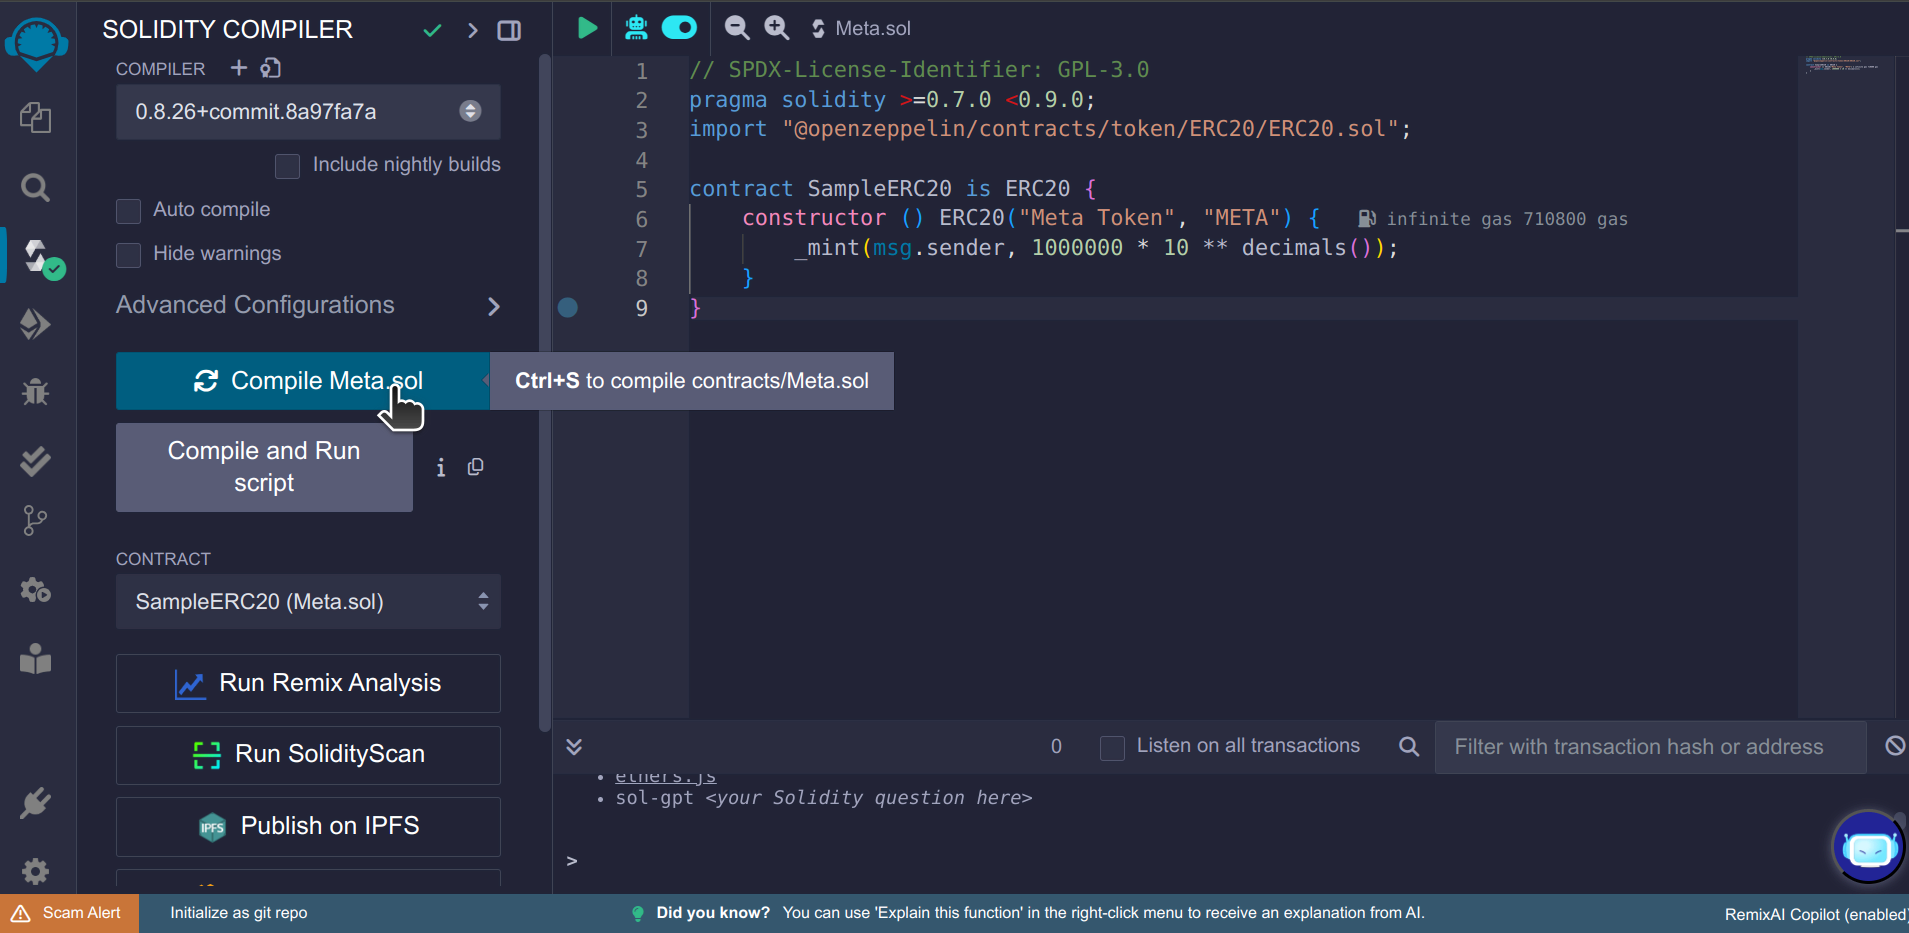 SOLIDITY COMPILER
COMPILER
0.8.26+commit.8a97fa7a
Include nightly builds
Auto compile
Hide warnings
Advanced Configurations
Compile Meta.sol
Ctrl+S to compile contracts/Meta.sol
Compile and Run
script
CONTRACT
SampleERC20 (Meta.sol)
Run Remix Analysis
Run SolidityScan
IPFS Publish on IPFS
Meta.sol
1 // SPDX-License-Identifier: GPL-3.0
2 pragma solidity >=0.7.0 <0.9.0;
3 import "@openzeppelin/contracts/token/ERC20/ERC20.sol";
4
5 contract SampleERC20 is ERC20 {
6 constructor () ERC20("Meta Token", "META") { infinite gas 710800 gas
7 _mint(msg.sender, 1000000 * 10 ** decimals());
8 }
9 }
0 Listen on all transactions Filter with transaction hash or address
• ethers.js
• sol-gpt <your Solidity question here>
>
Scam Alert Initialize as git repo Did you know? You can use 'Explain this function' in the right-click menu to receive an explanation from AI. RemixAI Copilot (enabled)